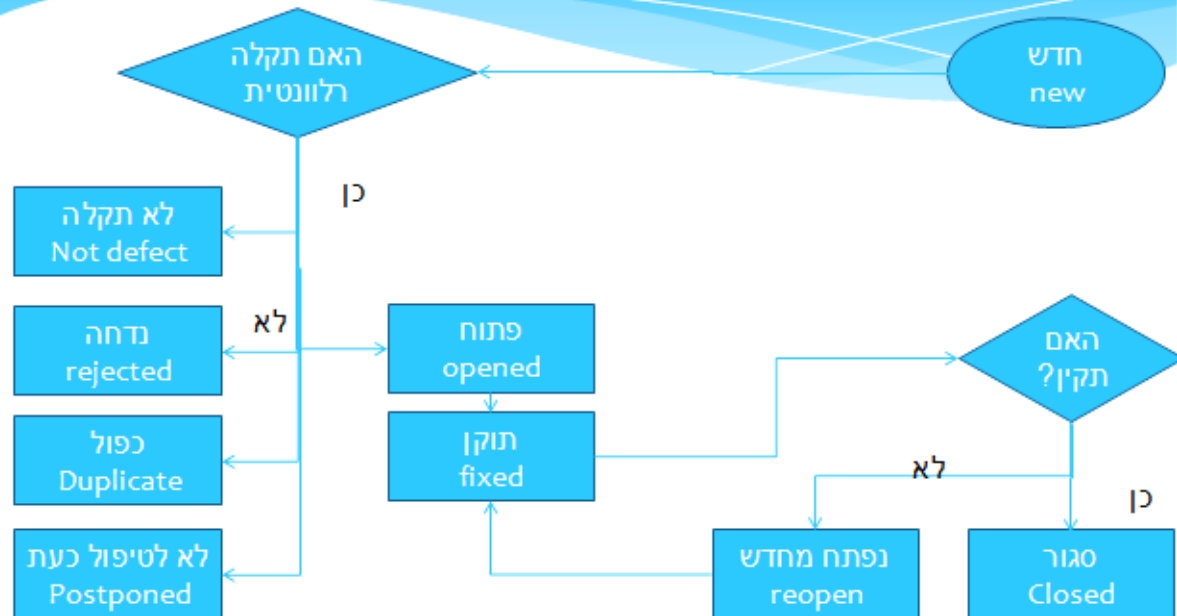 חדש
new
האם תקלה
רלוונטית
כן
לא תקלה
Not defect
לא
נדחה
rejected
כפול
Duplicate
לא לטיפול כעת
Postponed
פתוח
opened
תוקן
fixed
האם
תקין?
לא
כן
נפתח מחדש
reopen
סגור
Closed